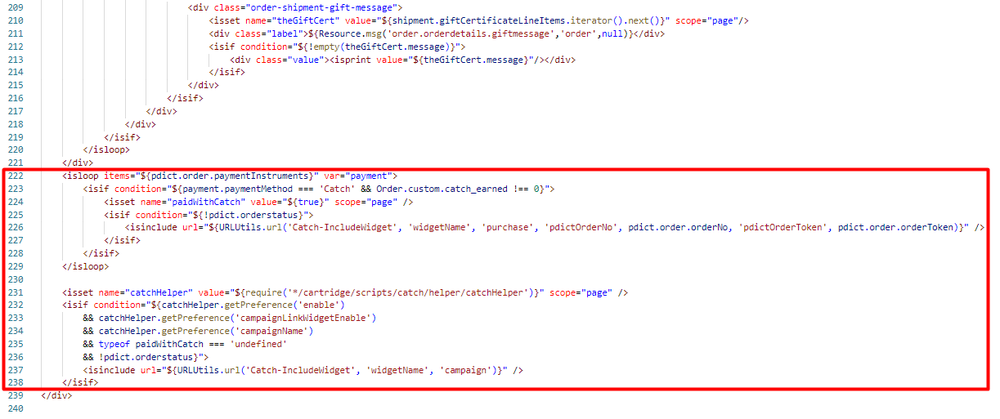 209 <div class="order-shipment-gift-message">
210 <isset name="theGiftCert" value="${shipment.giftCertificateLineItems.iterator().next()}" scope="page"/>
211 <div class="label">${Resource.msg('order.orderdetails.giftmessage','order',null)}</div>
212 <isif condition="${!empty(theGiftCert.message)}">
213 <div class="value"><isprint value="${theGiftCert.message}"/></div>
214 </isif>
215 </div>
216 </isif>
217 </div>
218 </div>
219 </isif>
220 </isloop>
221 </div>
222 <isloop items="${pdict.order.paymentInstruments}" var="payment">
223 <isif condition="${payment.paymentMethod === 'Catch' && Order.custom.catch_earned !== 0}">
224 <isset name="paidWithCatch" value="${true}" scope="page" />
225 <isif condition="${!pdict.orderstatus}">
226 <isinclude url="${URLUtils.url('Catch-IncludeWidget', 'widgetName', 'purchase', 'pdictOrderNo', pdict.order.orderNo, 'pdictOrderToken', pdict.order.orderToken)}" />
227 </isif>
228 </isif>
229 </isloop>
230
231 <isset name="catchHelper" value="${require('*/cartridge/scripts/catch/helper/catchHelper')}" scope="page" />
232 <isif condition="${catchHelper.getPreference('enable')
233 && catchHelper.getPreference('campaignLinkWidgetEnable')
234 && catchHelper.getPreference('campaignName')
235 && typeof paidWithCatch === 'undefined'
236 && !pdict.orderstatus}">
237 <isinclude url="${URLUtils.url('Catch-IncludeWidget', 'widgetName', 'campaign')}" />
238 </isif>
239 </div>
240